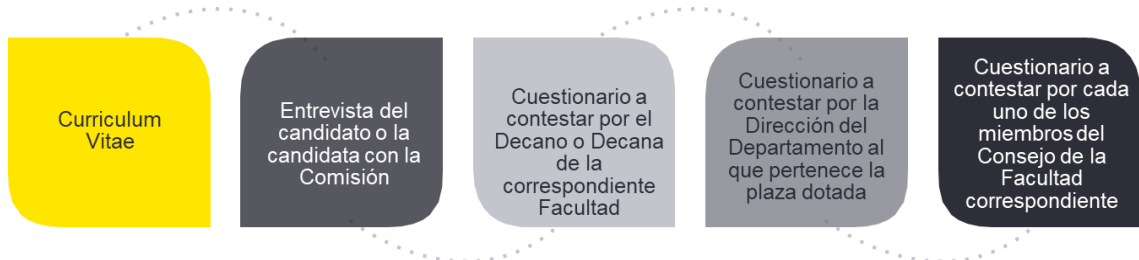 Curriculum
Vitae
Entrevista del
candidato o la
candidata con la
Comisión
Cuestionario a
contestar por el
Decano o Decana
de la
correspondiente
Facultad
Cuestionario a
contestar por la
Dirección del
Departamento al
que pertenece la
plaza dotada
Cuestionario a
contestar por cada
uno de los
miembros del
Consejo de la
Facultad
correspondiente